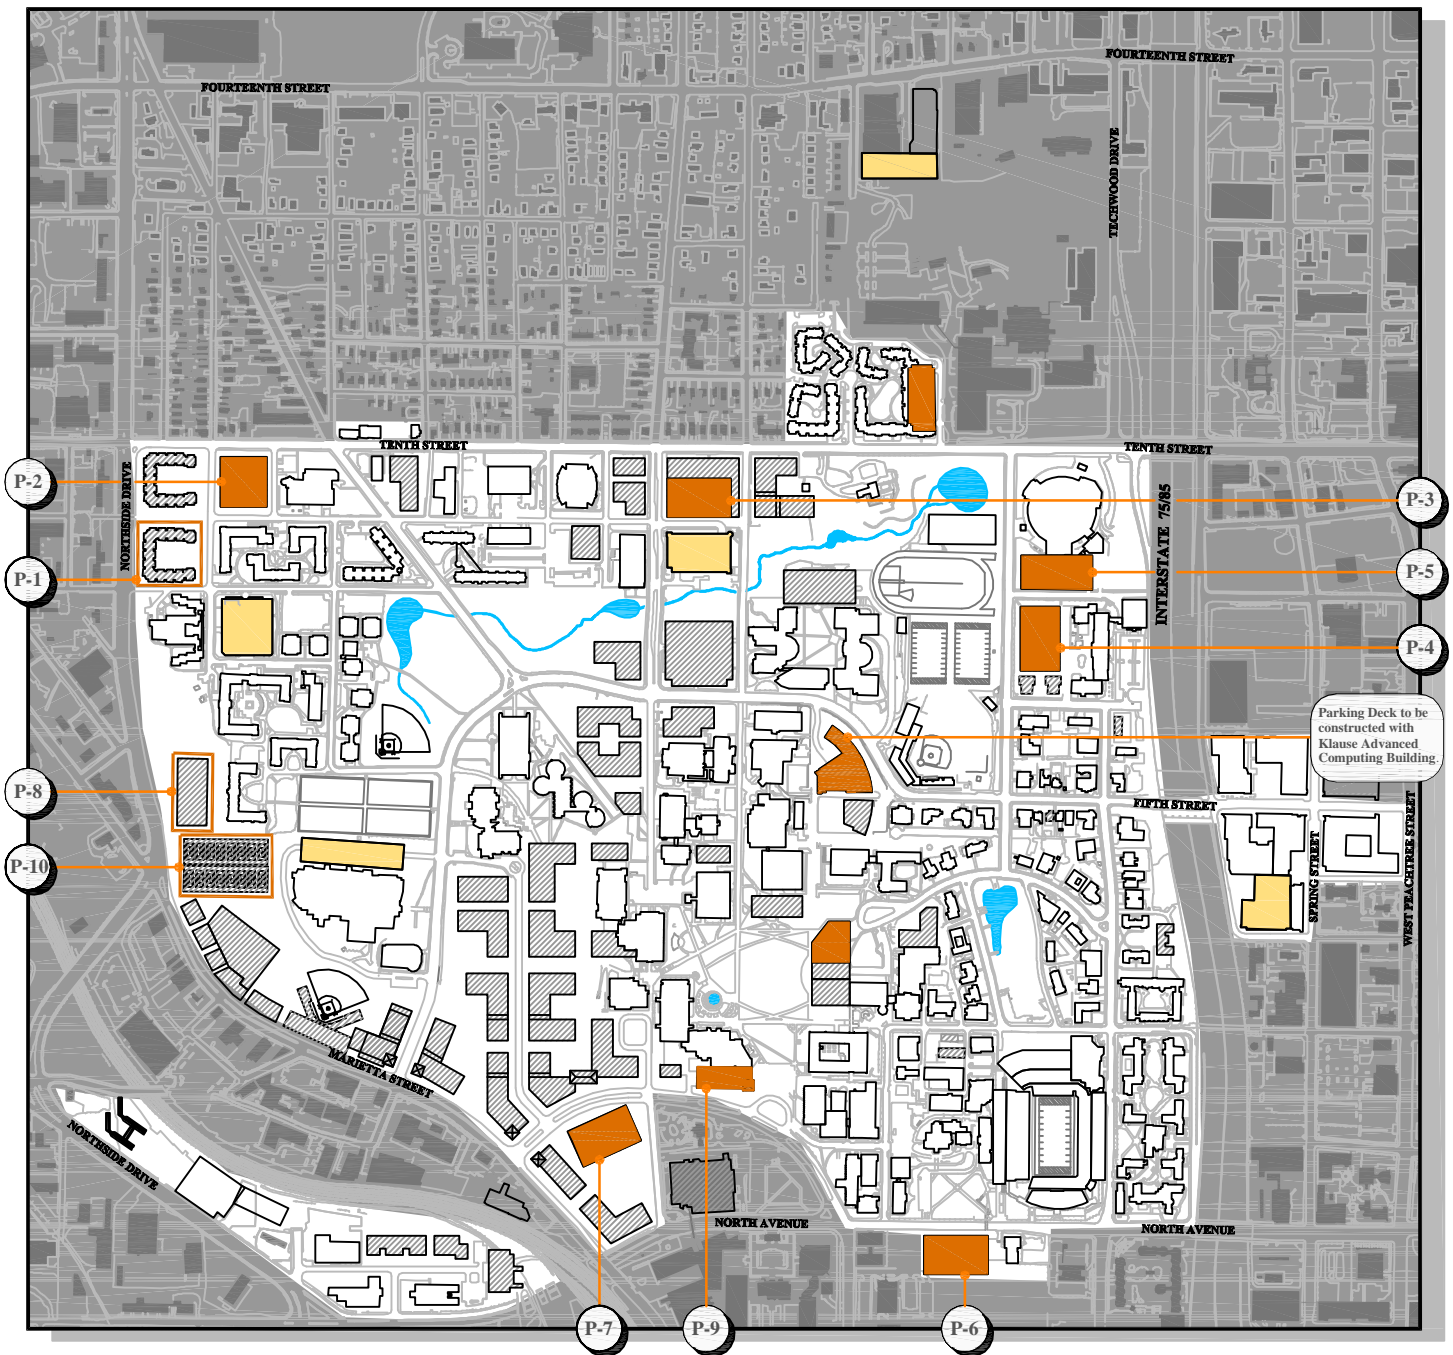 FOURTEENTH STREET
FOURTEENTH STREET
TECHWOOD DRIVE
TENTH STREET
TENTH STREET
NORTHSIDE DRIVE
INTERSTATE 75/85
P-2
P-3
P-1
P-5
P-4
Parking Deck to be
constructed with
Klause Advanced
Computing Building.
P-8
FIFTH STREET
P-10
SPRING STREET
WEST PEACHTREE STREET
MARIETTA STREET
NORTHSIDE DRIVE
NORTH AVENUE
NORTH AVENUE
P-7
P-9
P-6